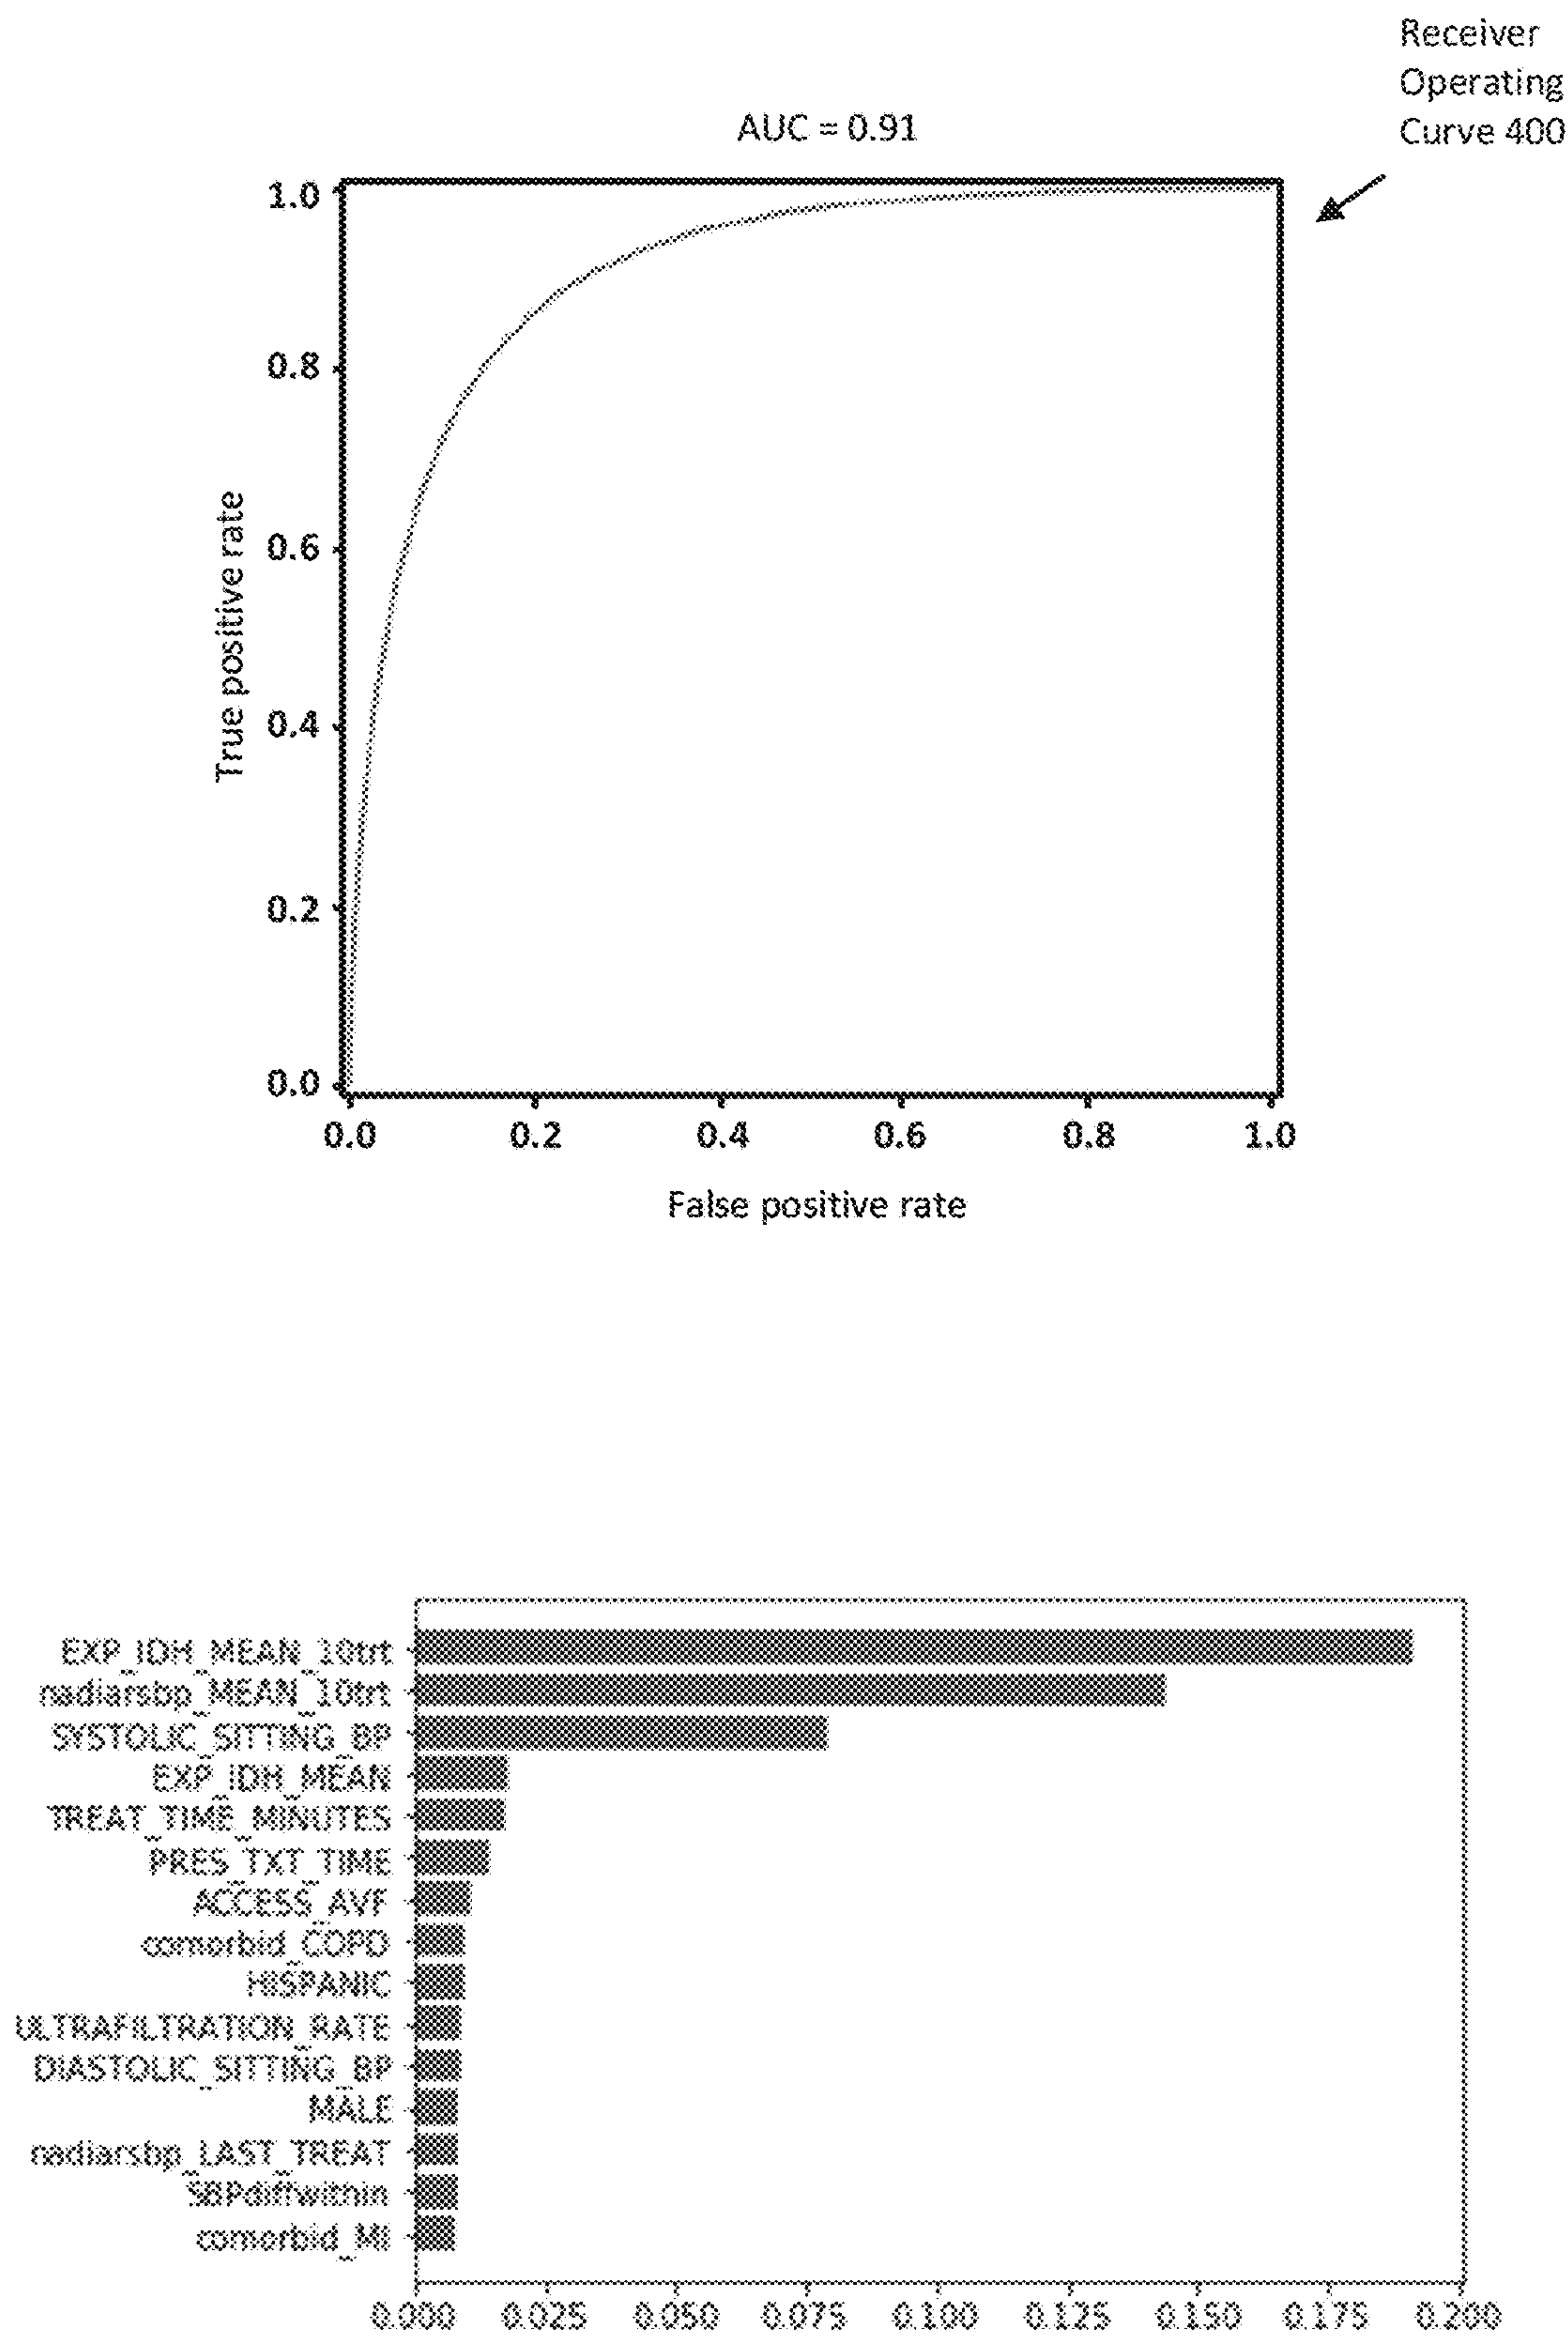 Receiver
Operating
Curve 400
AUC = 0.91
1.0
0.8
0.6
0.4
0.2
0.0
True positive rate
0.0 0.2 0.4 0.6 0.8 1.0
False positive rate
EXP_IDH_MEAN_10trt
nadiarsbp_MEAN_10trt
SYSTOLIC_SITTING_BP
EXP_IDH_MEAN
TREAT_TIME_MINUTES
PRES_TXT_TIME
ACCESS_AVF
comorbid_COPD
HISPANIC
ULTRAFILTRATION_RATE
DIASTOLIC_SITTING_BP
MALE
nadiarsbp_LAST_TREAT
SBPdiffwithin
comorbid_MI
0.000 0.025 0.050 0.075 0.100 0.125 0.150 0.175 0.200